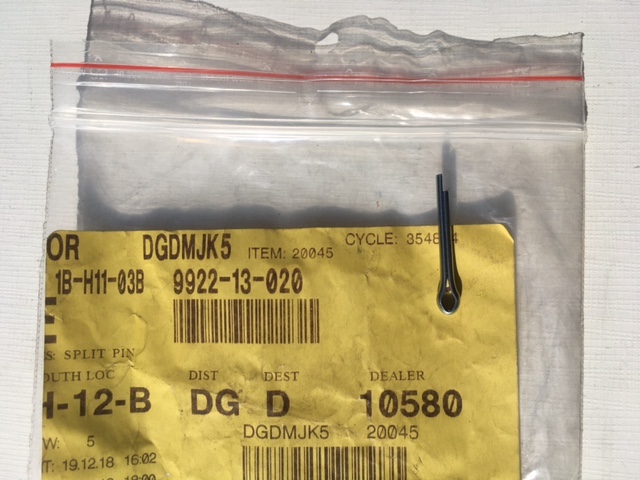 OR DGDMJK5 ITEM: 20045 CYCLE: 354
1B-H11-03B 9922-13-020
S: SPLIT PIN
OUTH LOC DIST DEST DEALER
H-12-B DG D 10580
W: 5 DGDMJK5 20045
T: 19.12.18 16:02